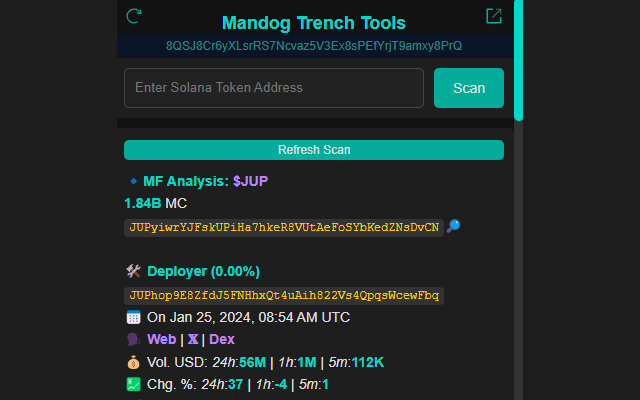 Mandog Trench Tools
8QSJ8Cr6yXLsrRS7Ncvaz5V3Ex8sPEfYrjT9amxy8PrQ
Enter Solana Token Address
Scan
Refresh Scan
MF Analysis: $JUP
1.84B MC
JUPyiwrYJFskUPiHa7hkeR8VUtAeFoSYbKedZNsDvCN
Deployer (0.00%)
JUPhop9E8ZfdJ5FNHhxQt4uAih822Vs4QpqsWcewFbq
On Jan 25, 2024, 08:54 AM UTC
Web | 𝕏 | Dex
Vol. USD: 24h:56M | 1h:1M | 5m:112K
Chg. %: 24h:37 | 1h:-4 | 5m:1